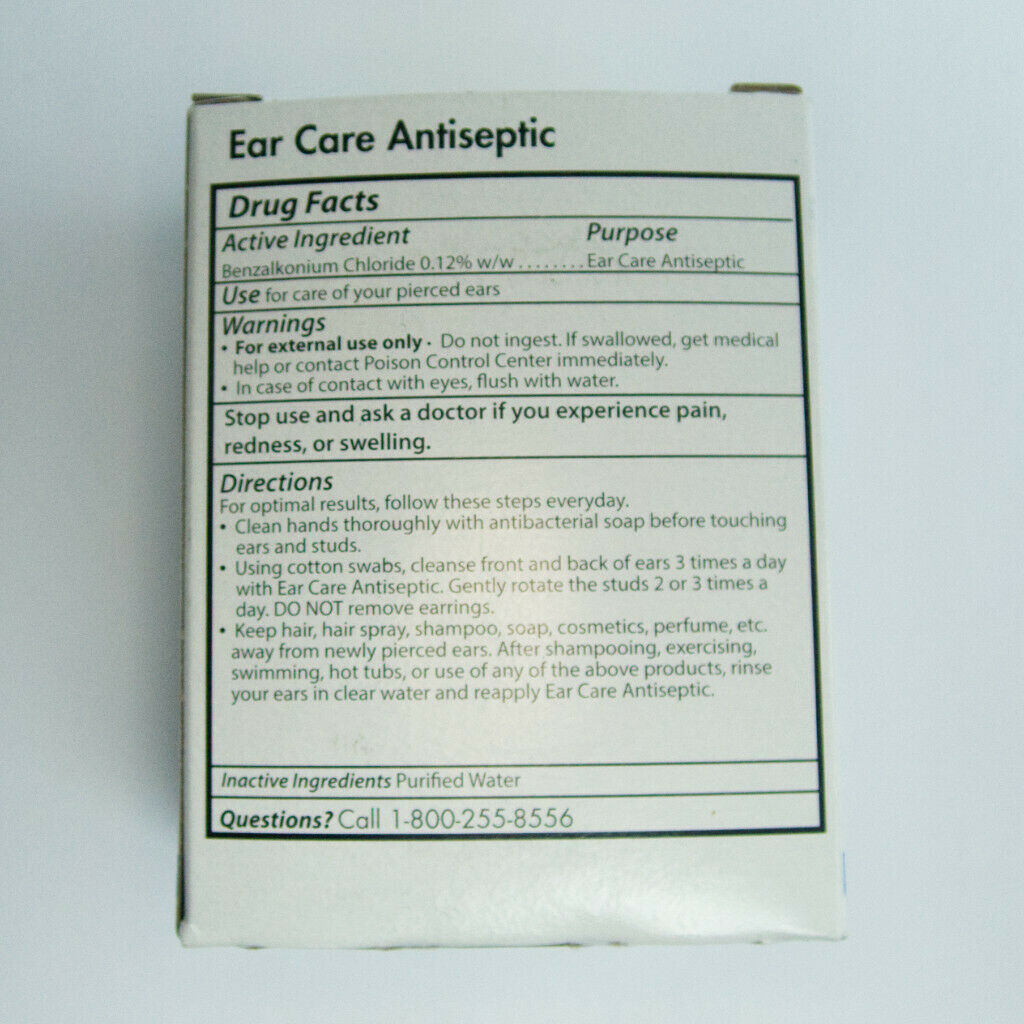 Ear Care Antiseptic
Drug Facts
Active Ingredient Purpose
Benzalkonium Chloride 0.12% w/w........Ear Care Antiseptic
Use for care of your pierced ears
Warnings
• For external use only • Do not ingest. If swallowed, get medical
help or contact Poison Control Center immediately.
• In case of contact with eyes, flush with water.
Stop use and ask a doctor if you experience pain,
redness, or swelling.
Directions
For optimal results, follow these steps everyday.
• Clean hands thoroughly with antibacterial soap before touching
ears and studs.
• Using cotton swabs, cleanse front and back of ears 3 times a day
with Ear Care Antiseptic. Gently rotate the studs 2 or 3 times a
day. DO NOT remove earrings.
• Keep hair, hair spray, shampoo, soap, cosmetics, perfume, etc.
away from newly pierced ears. After shampooing, exercising,
swimming, hot tubs, or use of any of the above products, rinse
your ears in clear water and reapply Ear Care Antiseptic.
Inactive Ingredients Purified Water
Questions? Call 1-800-255-8556